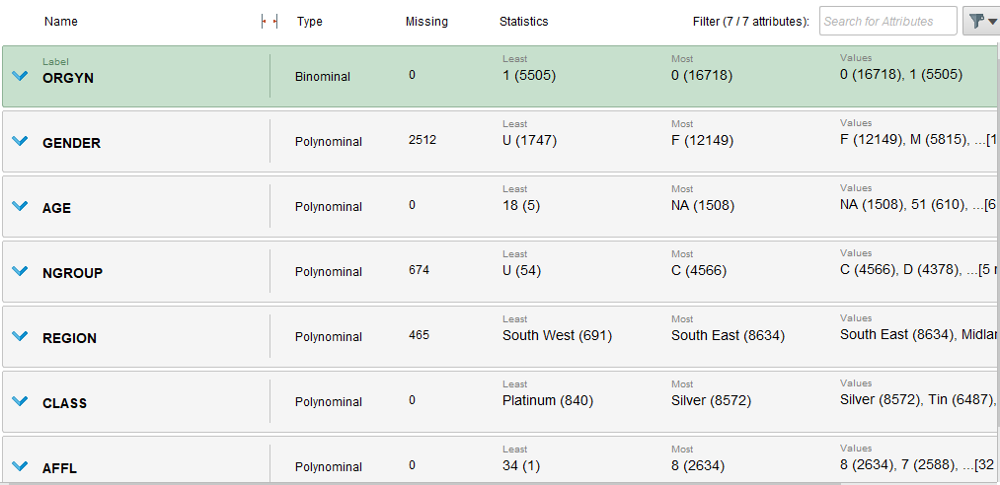 Name Type Missing Statistics Filter (7 / 7 attributes): Search for Attributes
Label Least Most Values
ORGYN Binominal 0 1 (5505) 0 (16718) 0 (16718), 1 (5505)
Least Most Values
GENDER Polynominal 2512 U (1747) F (12149) F (12149), M (5815), ...[1
Least Most Values
AGE Polynominal 0 18 (5) NA (1508) NA (1508), 51 (610), ...[6
Least Most Values
NGROUP Polynominal 674 U (54) C (4566) C (4566), D (4378), ...[5
Least Most Values
REGION Polynominal 465 South West (691) South East (8634) South East (8634), Midla
Least Most Values
CLASS Polynominal 0 Platinum (840) Silver (8572) Silver (8572), Tin (6487),
Least Most Values
AFFL Polynominal 0 34 (1) 8 (2634) 8 (2634), 7 (2588), ...[32